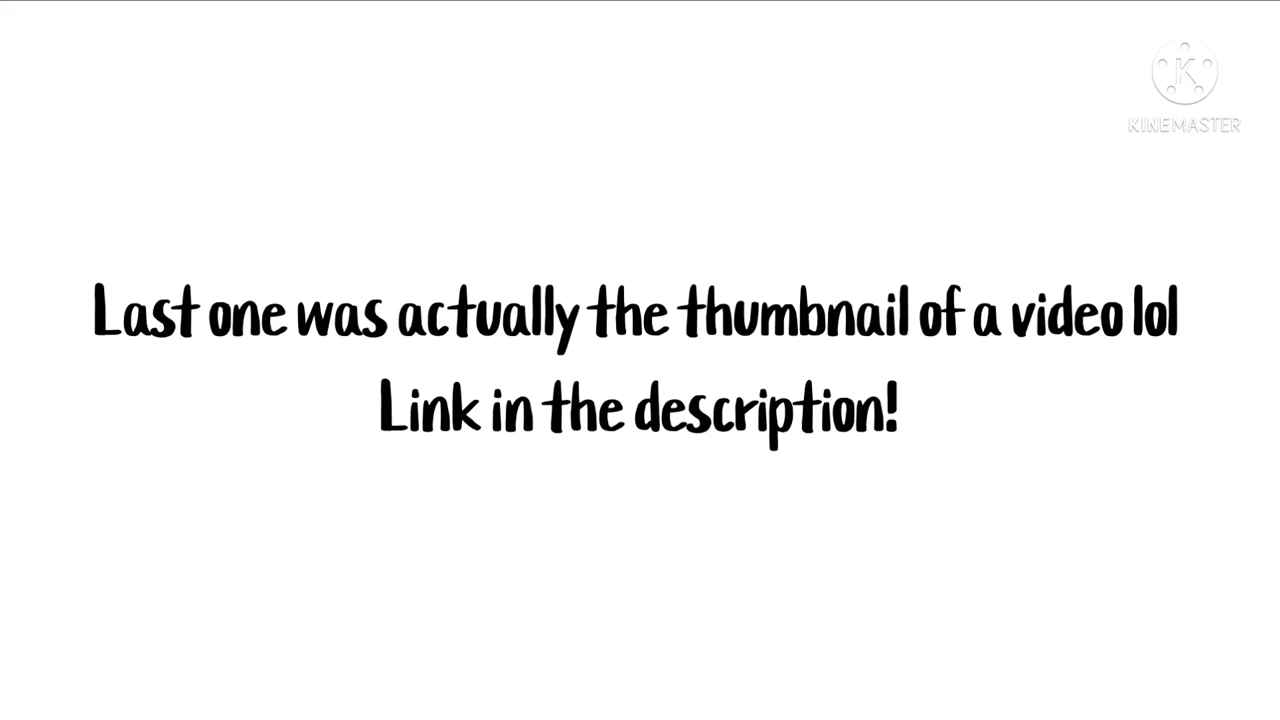 KINEMASTER
Last one was actually the thumbnail of a video lol
Link in the description!